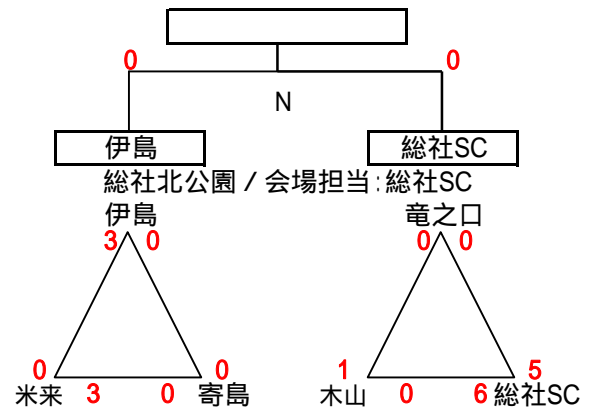 0 0
N
伊島 総社SC
総社北公園/会場担当:総社SC
伊島 竜之口
3 0 0 0
0 0 1 5
米来 3 0 寄島 木山 0 6 総社SC